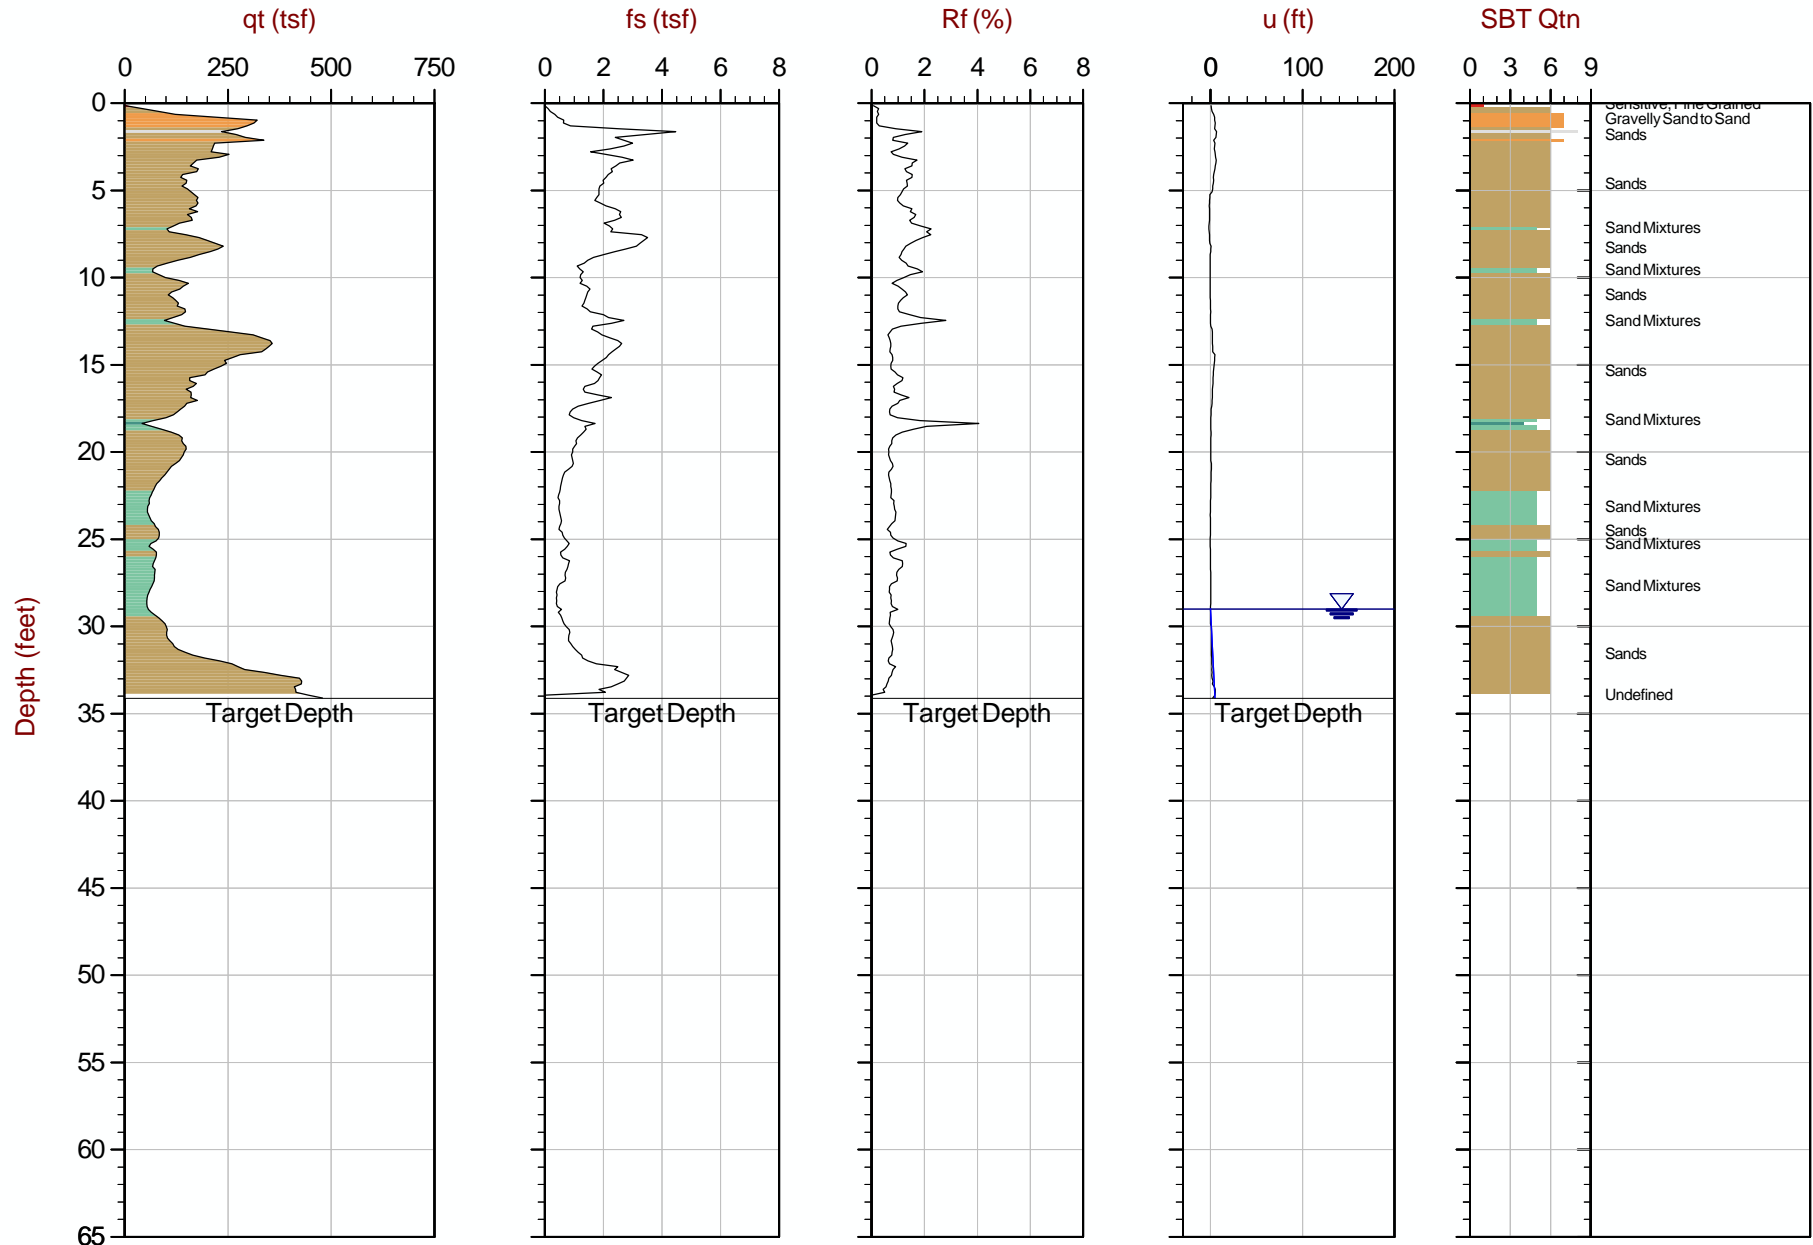 qt (tsf) fs (tsf) Rf (%) u (ft) SBT Qtn
0 250 500 750 0 2 4 6 8 0 2 4 6 8 0 100 200 0 3 6 9
0
Sensitive, Fine Grained
Gravelly Sand to Sand
Sands
Sands
5
Sand Mixtures
Sands
Sand Mixtures
10
Sands
Sand Mixtures
15
Sands
Sand Mixtures
20
Sands
Sand Mixtures
Sands
25
Sand Mixtures
Sand Mixtures
30
Sands
Undefined
35
Target Depth Target Depth Target Depth Target Depth
40
45
50
55
60
65
Depth (feet)